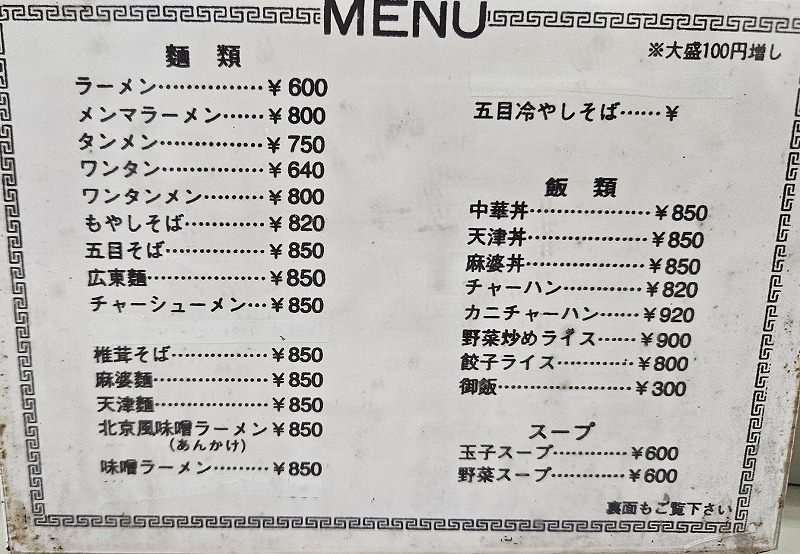 MENU
※大盛100円増し
麺類
ラーメン……………¥600
メンマラーメン……¥800
タンメン……………¥750
ワンタン……………¥640
ワンタンメン………¥800
もやしそば…………¥820
五目そば……………¥850
広東麺………………¥850
チャーシューメン…¥850
椎茸そば……………¥850
麻婆麺………………¥850
天津麺………………¥850
北京風味噌ラーメン¥850
(あんかけ)
味噌ラーメン………¥850
五目冷やしそば……¥
飯類
中華丼………………¥850
天津丼………………¥850
麻婆丼………………¥850
チャーハン…………¥820
カニチャーハン……¥920
野菜炒めライス……¥900
餃子ライス…………¥800
御飯…………………¥300
スープ
玉子スープ…………¥600
野菜スープ…………¥600
裏面もご覧下さい